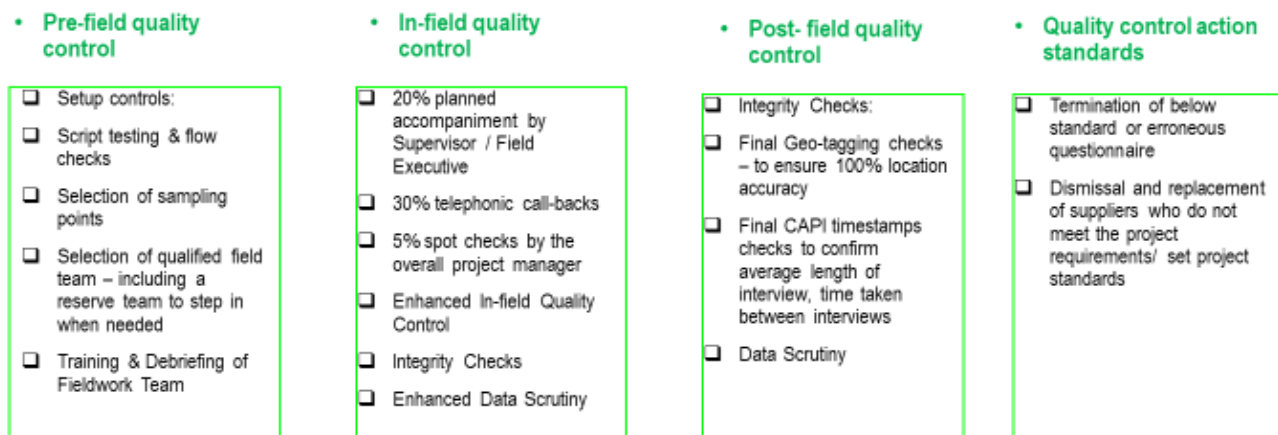 • Pre-field quality
control
❑ Setup controls:
❑ Script testing & flow
checks
❑ Selection of sampling
points
❑ Selection of qualified field
team – including a
reserve team to step in
when needed
❑ Training & Debriefing of
Fieldwork Team
• In-field quality
control
❑ 20% planned
accompaniment by
Supervisor / Field
Executive
❑ 30% telephonic call-backs
❑ 5% spot checks by the
overall project manager
❑ Enhanced In-field Quality
Control
❑ Integrity Checks
❑ Enhanced Data Scrutiny
• Post- field quality
control
❑ Integrity Checks:
❑ Final Geo-tagging checks
– to ensure 100% location
accuracy
❑ Final CAPI timestamps
checks to confirm
average length of
interview, time taken
between interviews
❑ Data Scrutiny
• Quality control action
standards
❑ Termination of below
standard or erroneous
questionnaire
❑ Dismissal and replacement
of suppliers who do not
meet the project
requirements/ set project
standards